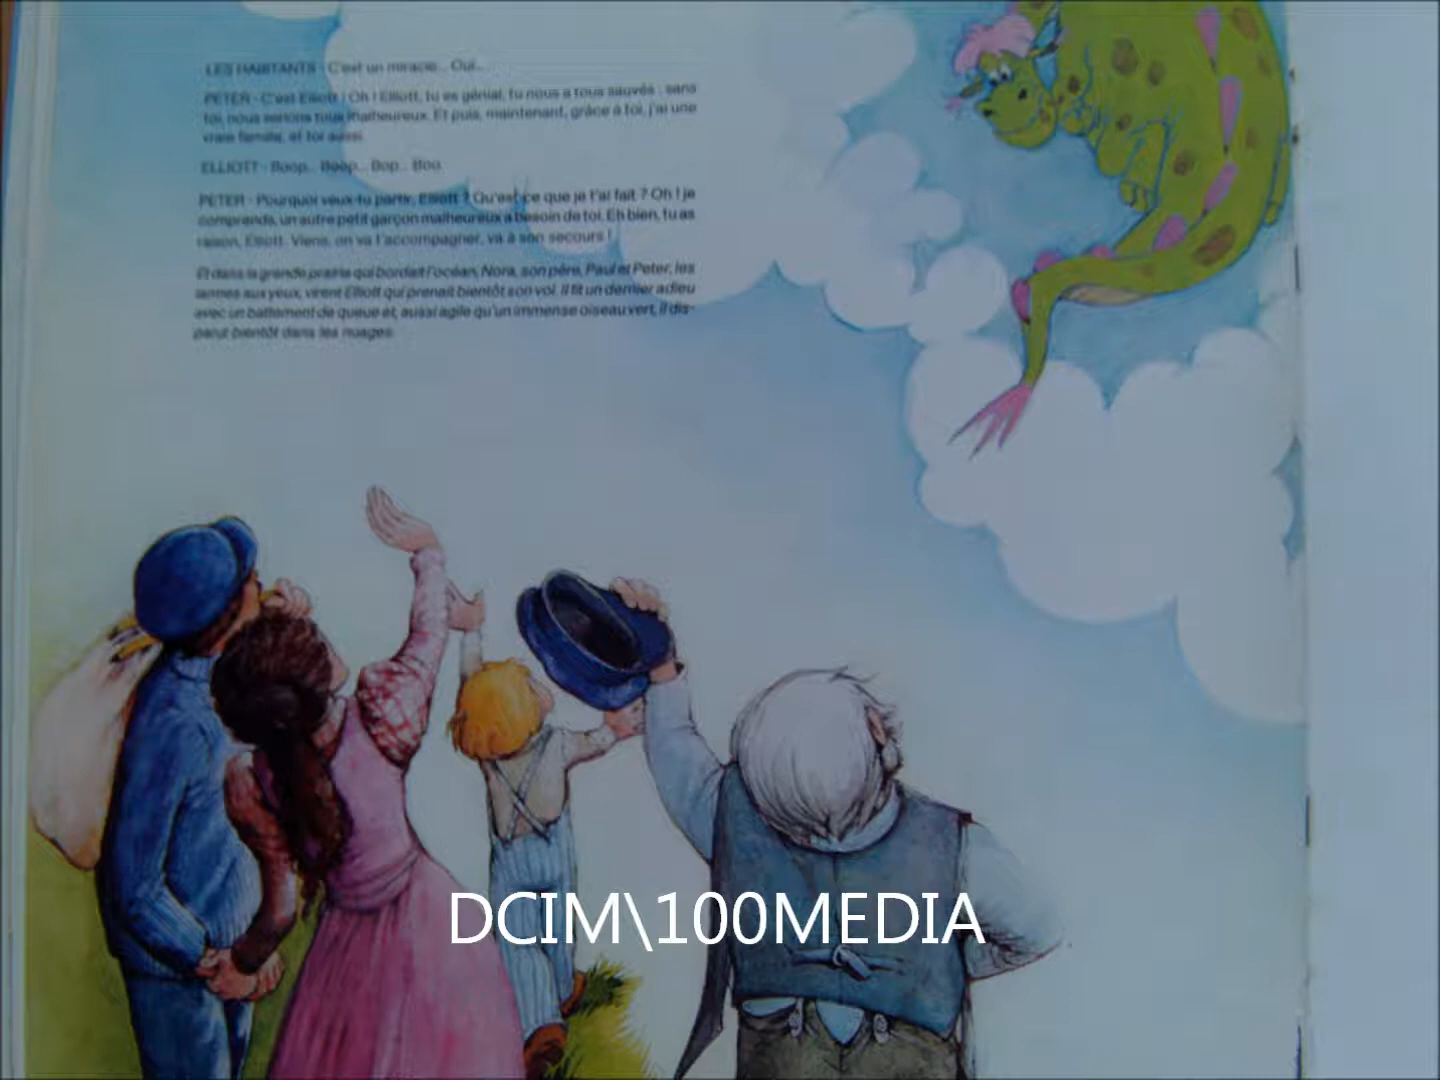 LES HABITANTS - C'est un miracle... Oui...
PETER - C'est Elliott ! Oh ! Elliott, tu es génial, tu nous a tous sauvés : sans
toi, nous serions tous malheureux. Et puis, maintenant, grâce à toi, j'ai une
vraie famille, et toi aussi.
ELLIOTT - Boop... Boop... Bop... Boo.
PETER - Pourquoi veux-tu partir, Elliott ? Qu'est-ce que je t'ai fait ? Oh ! je
comprends, un autre petit garçon malheureux a besoin de toi. Eh bien, tu as
raison, Elliott. Viens, on va t'accompagner, va à son secours !
Et dans la grande prairie qui bordait l'océan, Nora, son père, Paul et Peter, les
larmes aux yeux, virent Elliott qui prenait bientôt son vol. Il fit un dernier adieu
avec un battement de queue et, aussi agile qu'un immense oiseau vert, il dis-
parut bientôt dans les nuages.
DCIM\100MEDIA